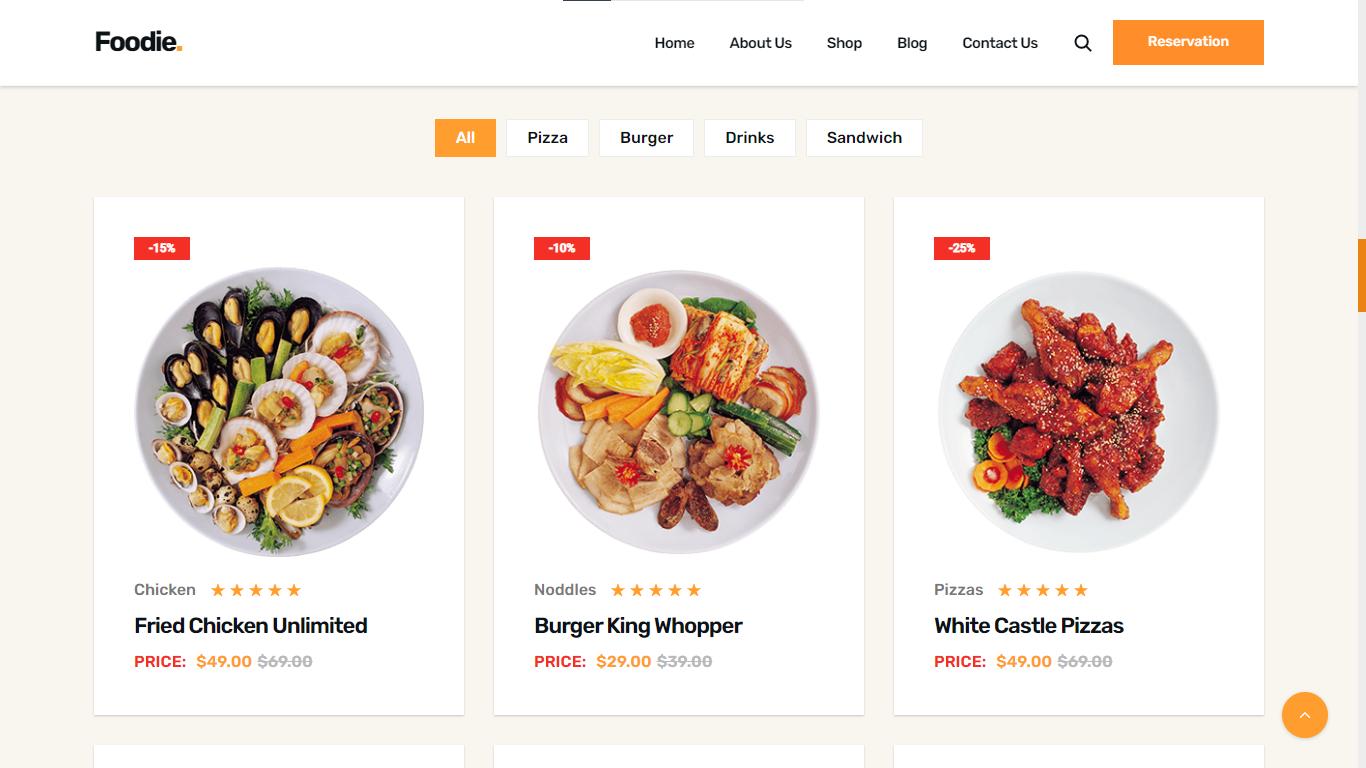 Foodie.
Home About Us Shop Blog Contact Us Reservation
All Pizza Burger Drinks Sandwich
-15% -10% -25%
Chicken Noddles Pizzas
Fried Chicken Unlimited Burger King Whopper White Castle Pizzas
PRICE: $49.00 $69.00 PRICE: $29.00 $39.00 PRICE: $49.00 $69.00